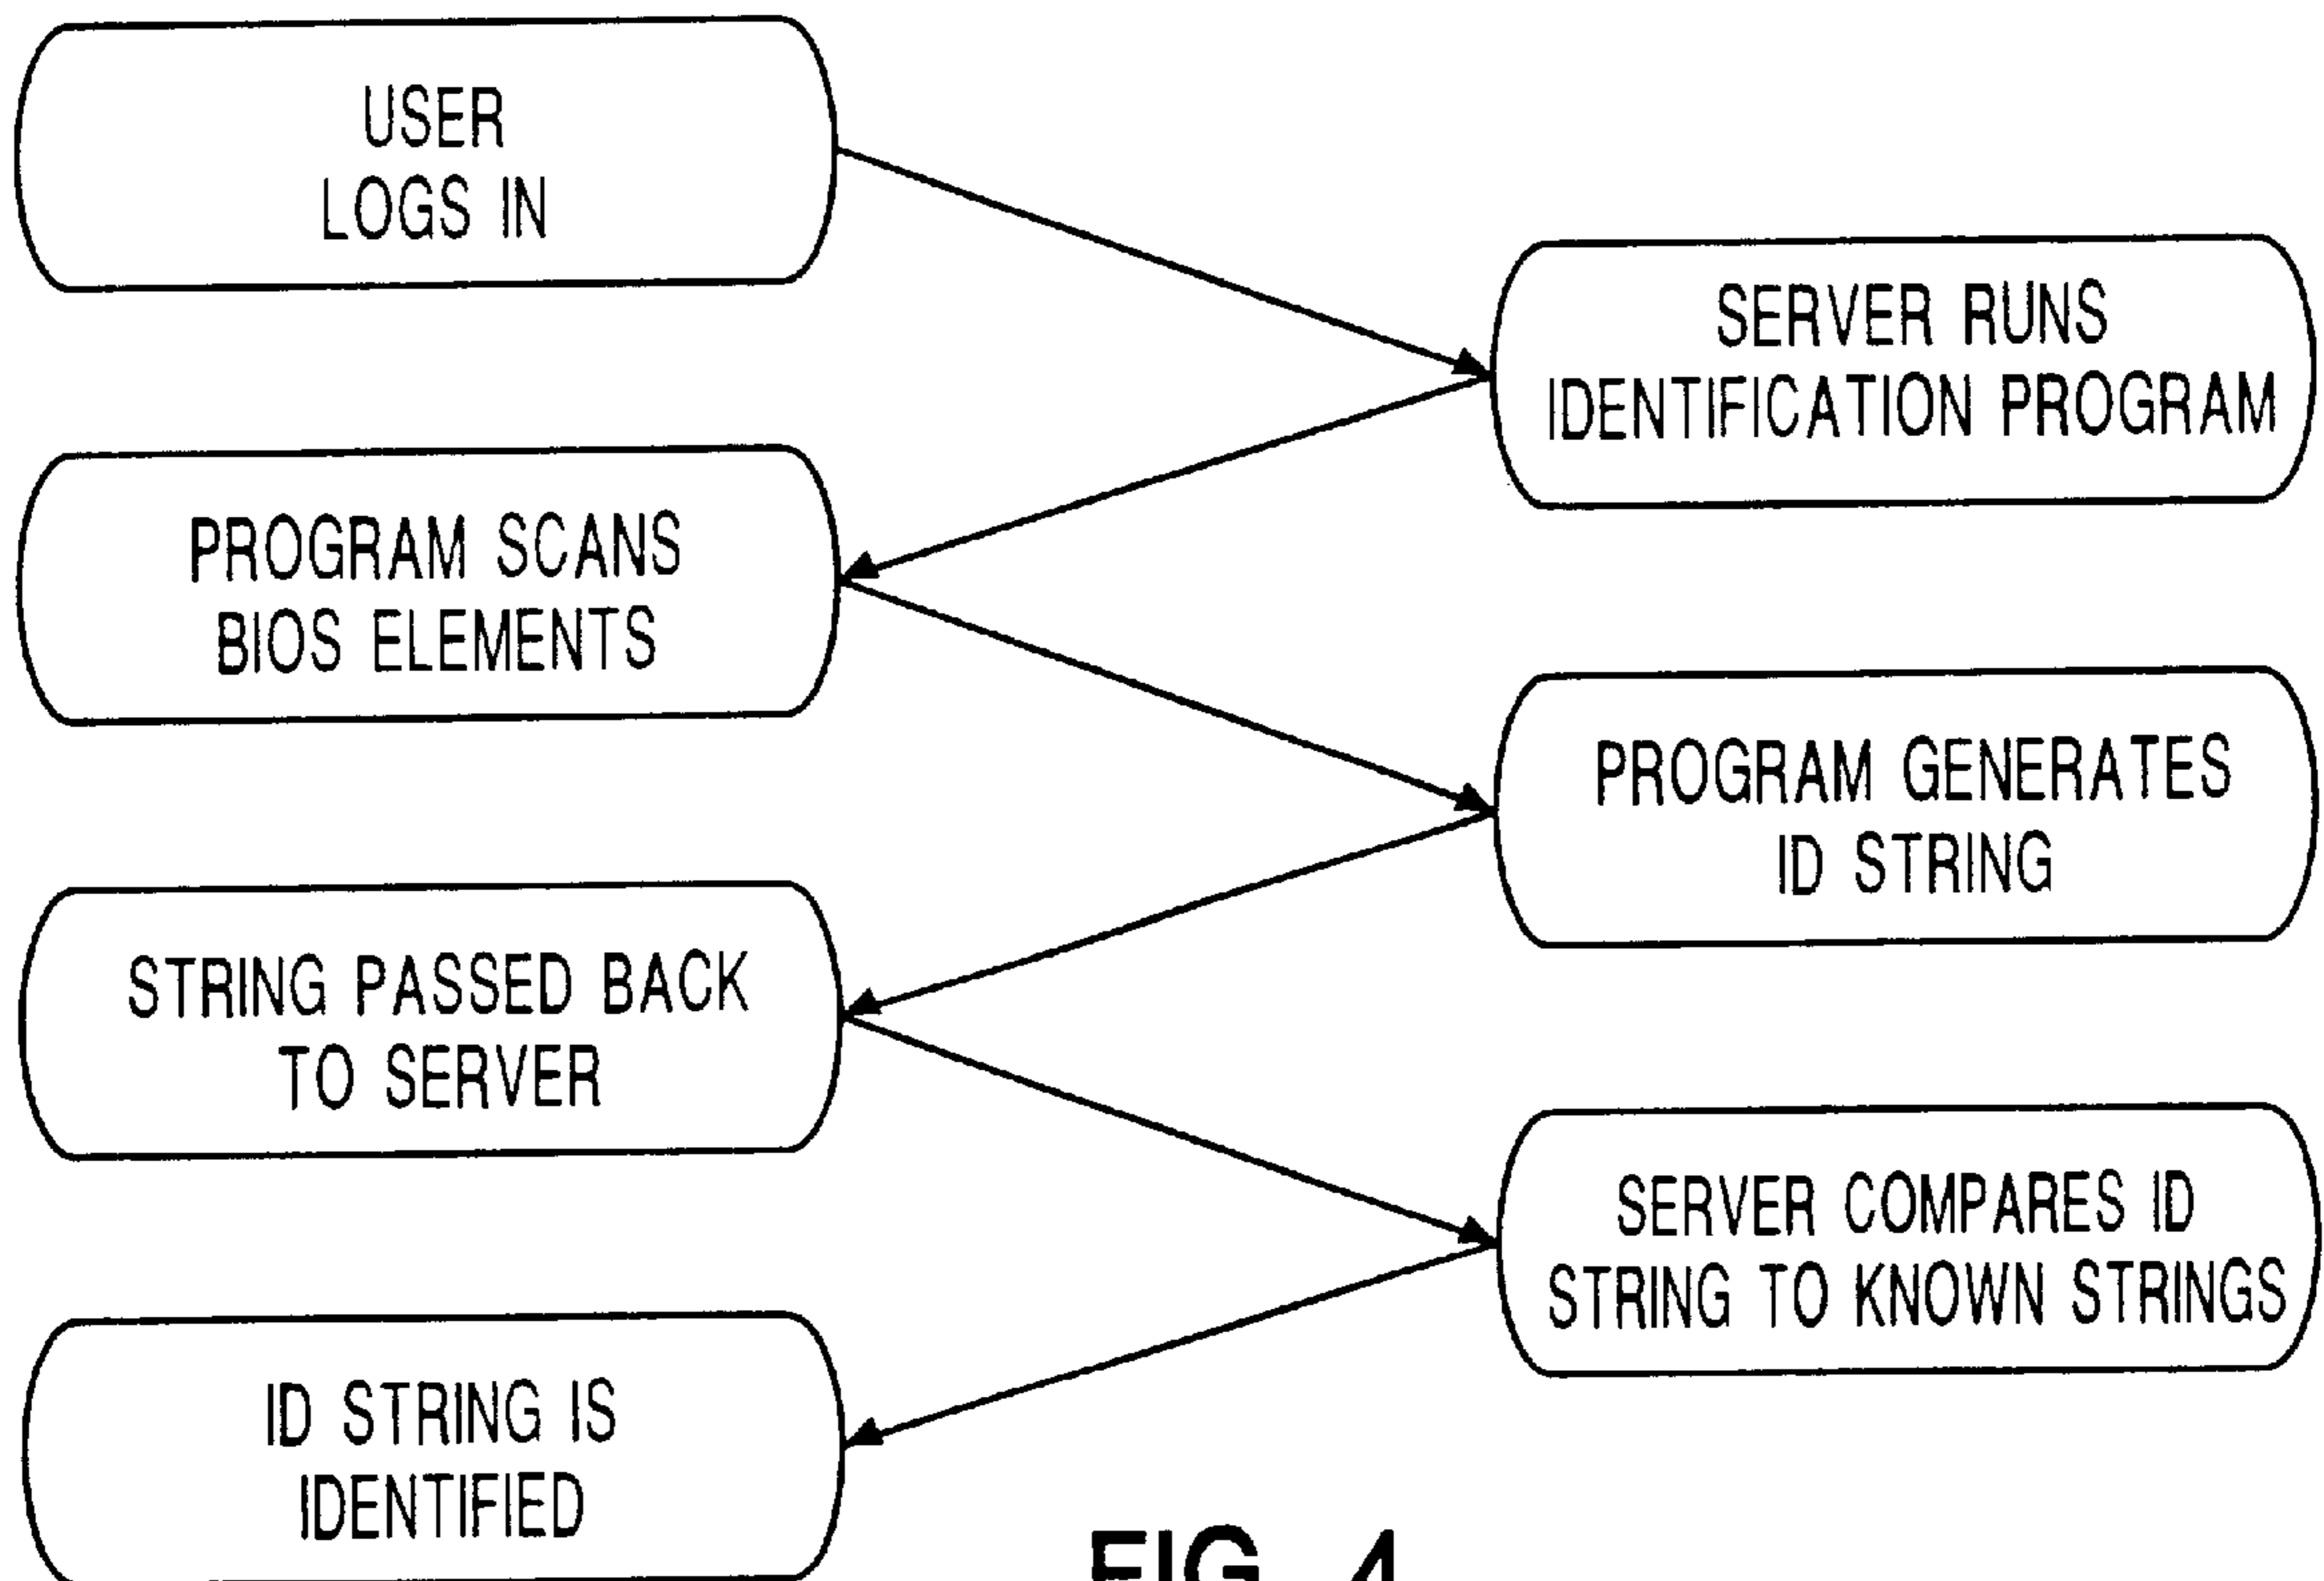 USER
LOGS IN
SERVER RUNS
IDENTIFICATION PROGRAM
PROGRAM SCANS
BIOS ELEMENTS
PROGRAM GENERATES
ID STRING
STRING PASSED BACK
TO SERVER
SERVER COMPARES ID
STRING TO KNOWN STRINGS
ID STRING IS
IDENTIFIED
FIG. 4